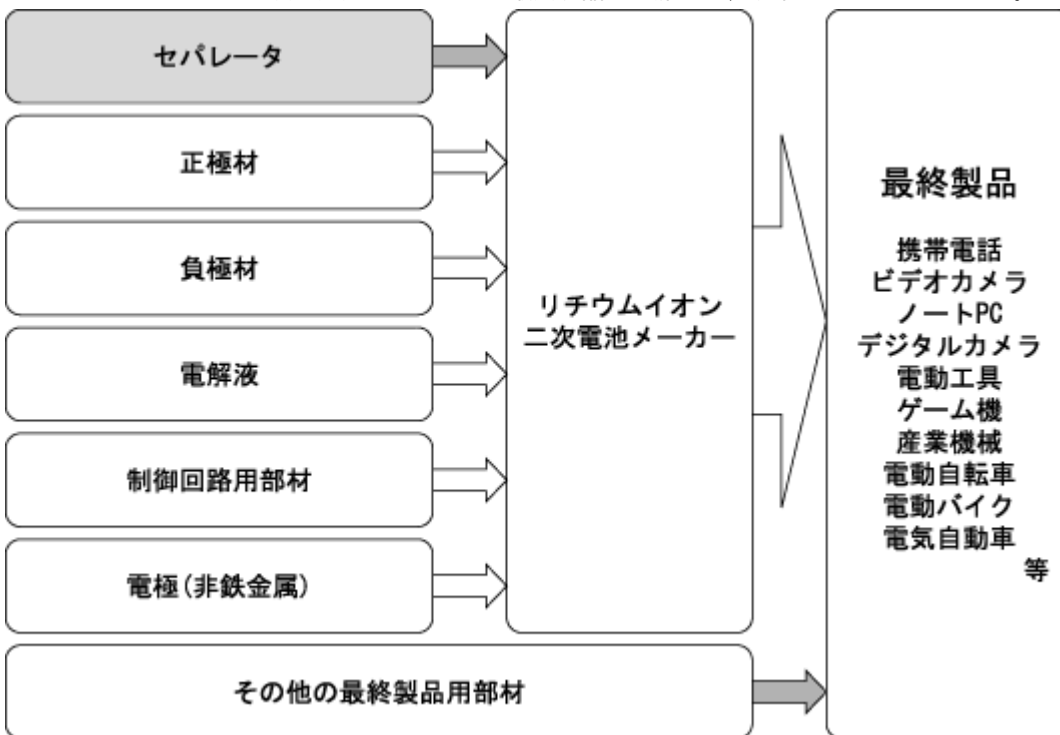 セパレータ
正極材
負極材
電解液
制御回路用部材
電極(非鉄金属)
その他の最終製品用部材
リチウムイオン
二次電池メーカー
最終製品
携帯電話
ビデオカメラ
ノートPC
デジタルカメラ
電動工具
ゲーム機
産業機械
電動自転車
電動バイク
電気自動車
等